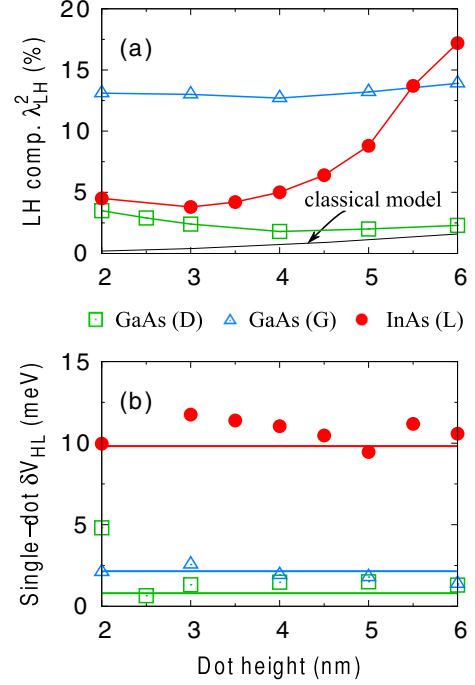 20
15
10
5
0
LH comp. λ²LH (%)
(a)
classical model
2 3 4 5 6
GaAs (D) GaAs (G) InAs (L)
15
10
5
0
Single−dot δVHL (meV)
(b)
2 3 4 5 6
Dot height (nm)